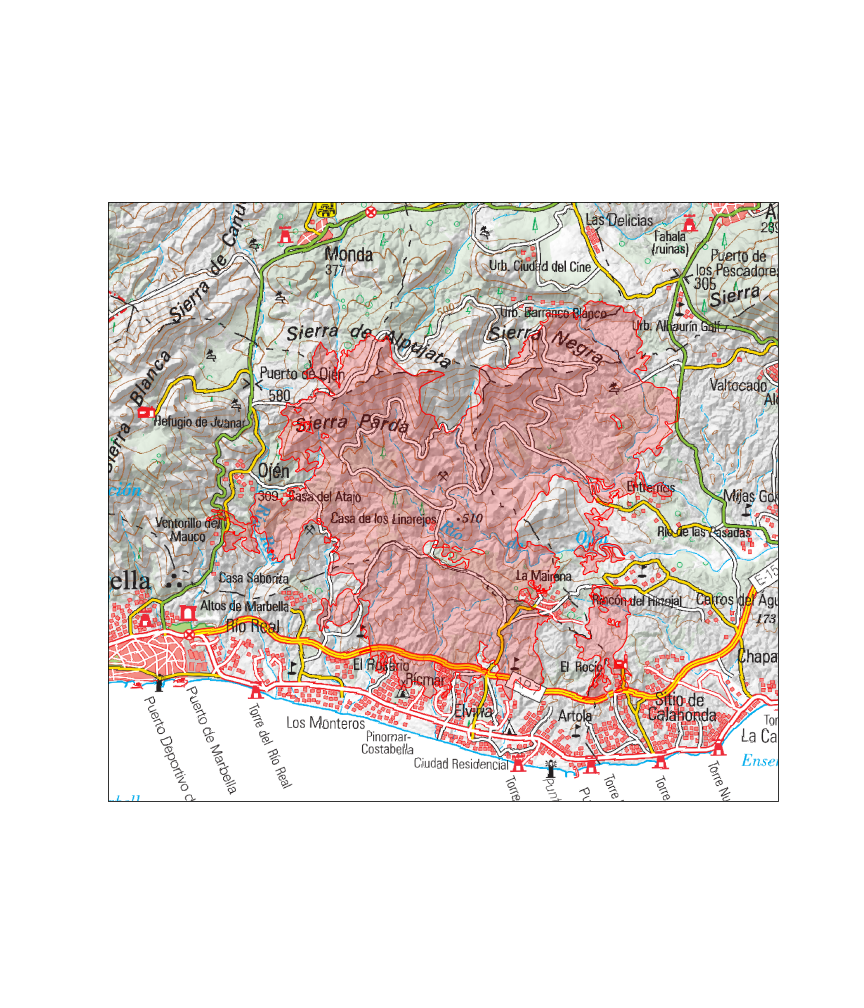 Las Delicias
Tahala
(ruinas)
Monda
377
Urb. Ciudad del Cine
Puerto de
los Pescadores
305
Sierra
Sierra de Canu
500
Urb. Barranco Blanco
Urb. Alhaurín Golf
Sierra de Alpujata
Sierra Negra
Sierra Blanca
Puerto de Ojén
580
Valtocado
Refugio de Juanar
Sierra Parda
Ojén
309
Casa del Atajo
Entrerríos
Mijas Go
Casa de los Linarejos
510
Ventorillo del
Mauco
Río
Ojén
Río de las Pasadas
Casa Sabonta
ella
La Mairena
E-15
Altos de Marbella
Rincón del Hinojal
Cerros del Agu
173
Río Real
El Rosario
Ricmar
El Rocío
Chapa
Sitio de
Calahonda
Elviria
Artola
Los Monteros
Pinomar-
Costabella
Ciudad Residencial
La Ca
Ensen
Puerto Deportivo d
Puerto de Marbella
Torre del Río Real
Torre
Punt
Pu
Torre
Torre
Torre Nu